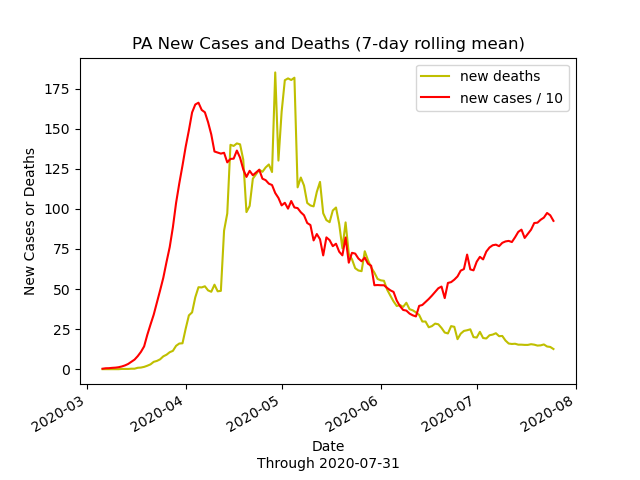 PA New Cases and Deaths (7-day rolling mean)
new deaths
new cases / 10
New Cases or Deaths
175
150
125
100
75
50
25
0
2020-03
2020-04
2020-05
2020-06
2020-07
2020-08
Date
Through 2020-07-31